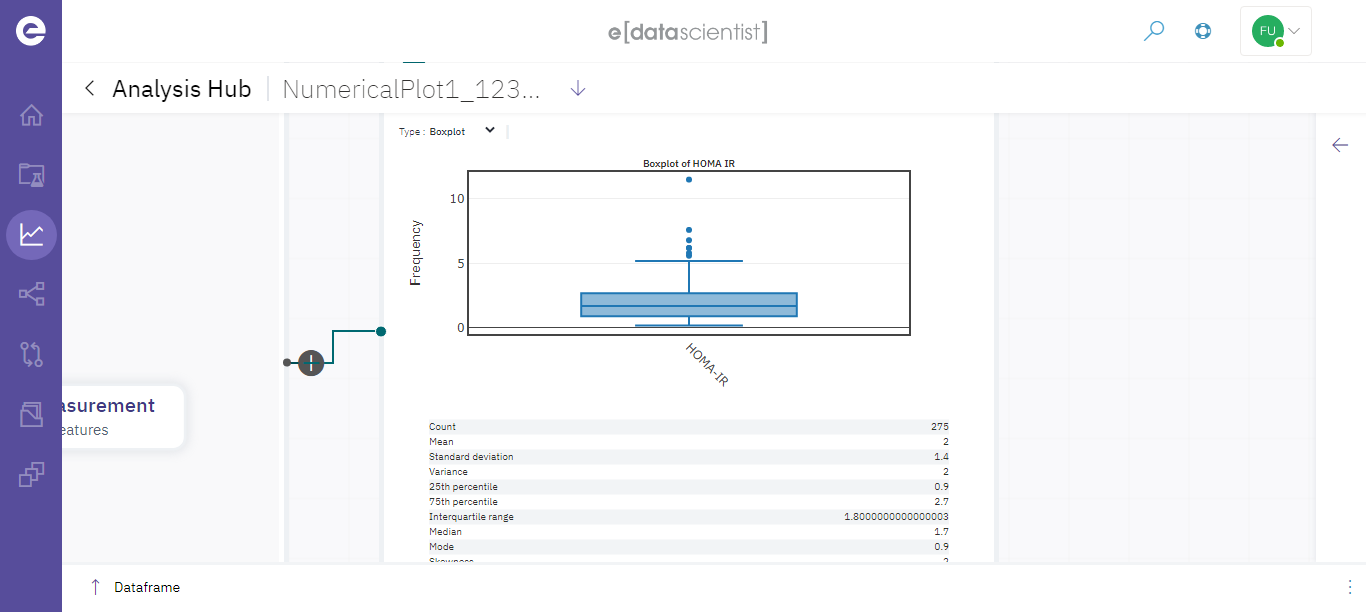 e[datascientist]
FU
Analysis Hub
NumericalPlot1_123...
Type : Boxplot
Boxplot of HOMA IR
10
5
0
Frequency
HOMA-IR
asurement
eatures
Count 275
Mean 2
Standard deviation 1.4
Variance 2
25th percentile 0.9
75th percentile 2.7
Interquartile range 1.8000000000000003
Median 1.7
Mode 0.9
Skewness 2
Dataframe